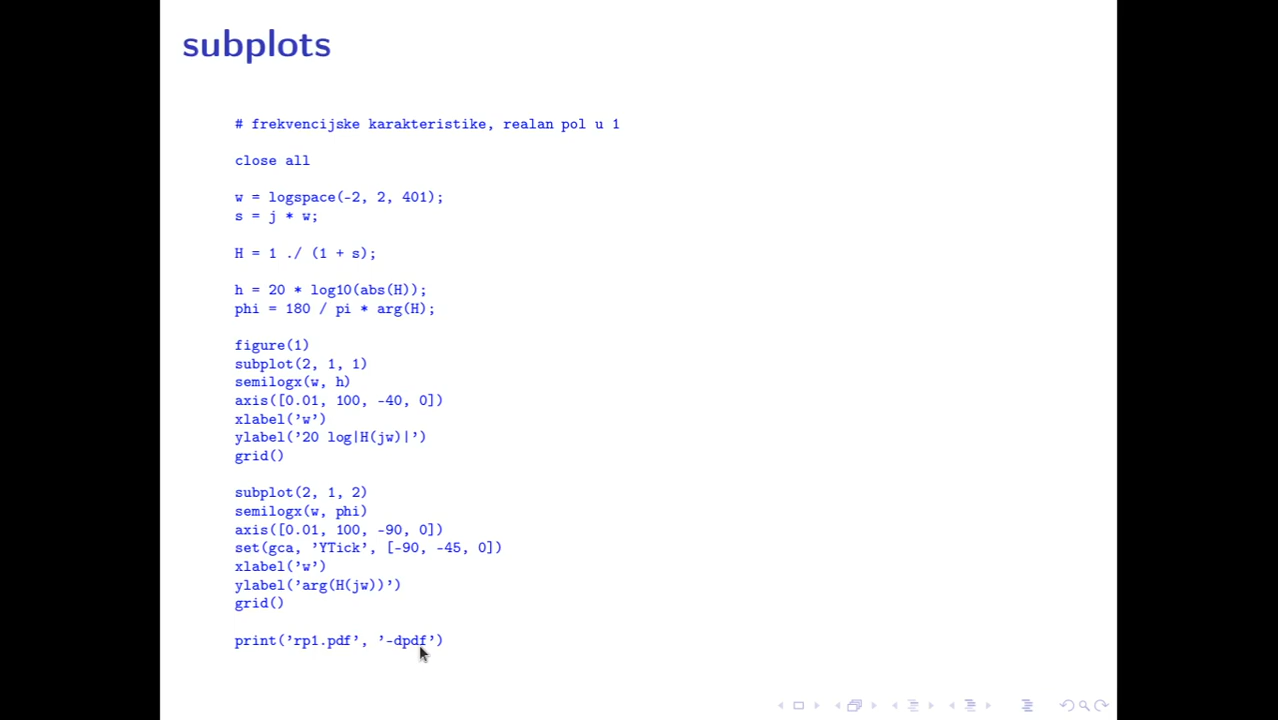 subplots
# frekvencijske karakteristike, realan pol u 1
close all
w = logspace(-2, 2, 401);
s = j * w;
H = 1 ./ (1 + s);
h = 20 * log10(abs(H));
phi = 180 / pi * arg(H);
figure(1)
subplot(2, 1, 1)
semilogx(w, h)
axis([0.01, 100, -40, 0])
xlabel(’w’)
ylabel(’20 log|H(jw)|’)
grid()
subplot(2, 1, 2)
semilogx(w, phi)
axis([0.01, 100, -90, 0])
set(gca, ’YTick’, [-90, -45, 0])
xlabel(’w’)
ylabel(’arg(H(jw))’)
grid()
print(’rp1.pdf’, ’-dpdf’)